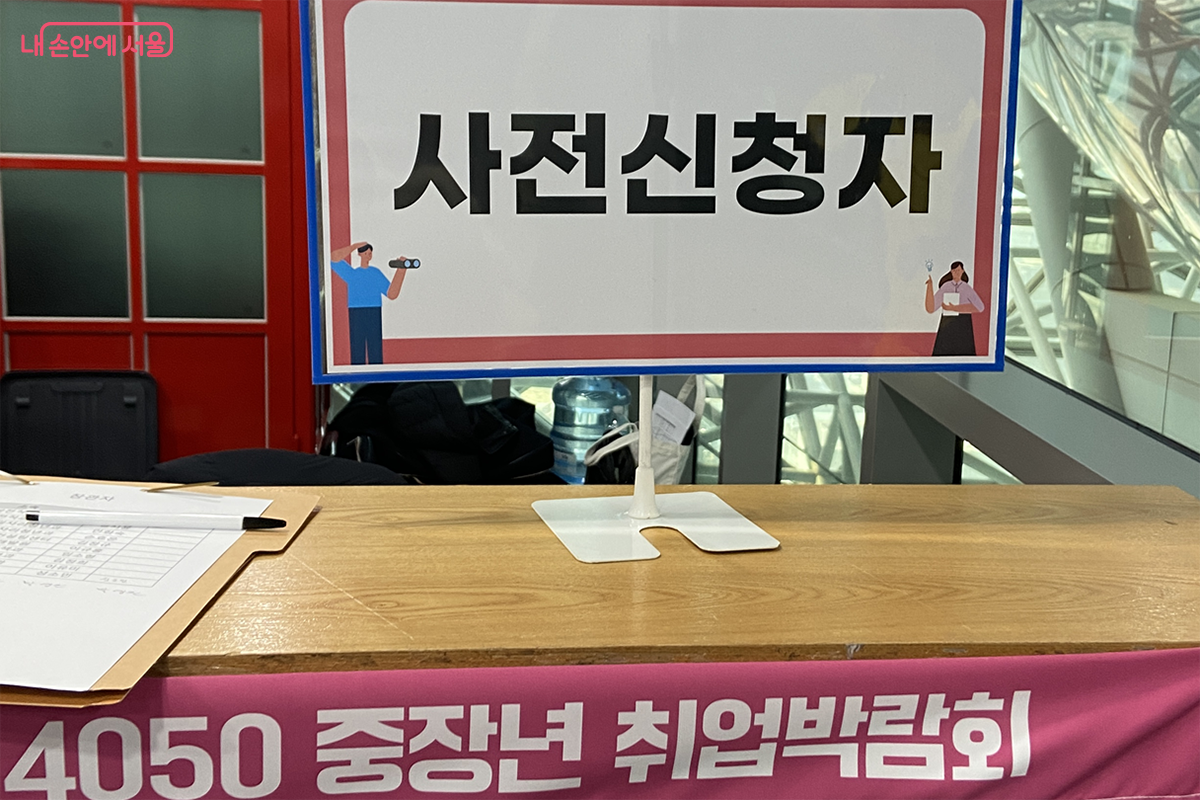 내 손안에 서울
사전신청자
4050 중장년 취업박람회